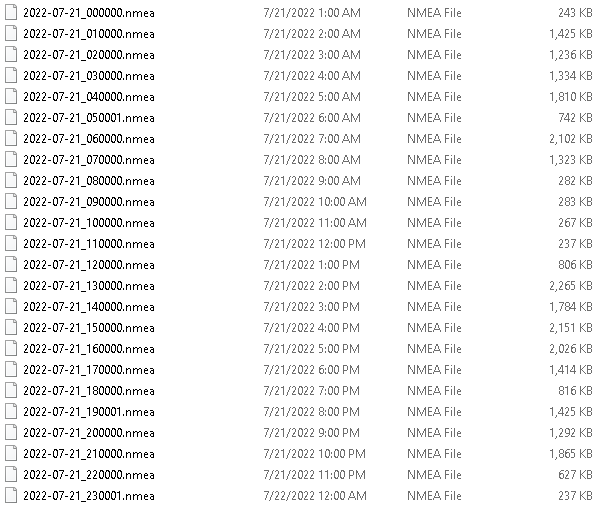 2022-07-21_000000.nmea 7/21/2022 1:00 AM NMEA File 243 KB
2022-07-21_010000.nmea 7/21/2022 2:00 AM NMEA File 1,425 KB
2022-07-21_020000.nmea 7/21/2022 3:00 AM NMEA File 1,236 KB
2022-07-21_030000.nmea 7/21/2022 4:00 AM NMEA File 1,334 KB
2022-07-21_040000.nmea 7/21/2022 5:00 AM NMEA File 1,810 KB
2022-07-21_050001.nmea 7/21/2022 6:00 AM NMEA File 742 KB
2022-07-21_060000.nmea 7/21/2022 7:00 AM NMEA File 2,102 KB
2022-07-21_070000.nmea 7/21/2022 8:00 AM NMEA File 1,323 KB
2022-07-21_080000.nmea 7/21/2022 9:00 AM NMEA File 282 KB
2022-07-21_090000.nmea 7/21/2022 10:00 AM NMEA File 283 KB
2022-07-21_100000.nmea 7/21/2022 11:00 AM NMEA File 267 KB
2022-07-21_110000.nmea 7/21/2022 12:00 PM NMEA File 237 KB
2022-07-21_120000.nmea 7/21/2022 1:00 PM NMEA File 806 KB
2022-07-21_130000.nmea 7/21/2022 2:00 PM NMEA File 2,265 KB
2022-07-21_140000.nmea 7/21/2022 3:00 PM NMEA File 1,784 KB
2022-07-21_150000.nmea 7/21/2022 4:00 PM NMEA File 2,151 KB
2022-07-21_160000.nmea 7/21/2022 5:00 PM NMEA File 2,026 KB
2022-07-21_170000.nmea 7/21/2022 6:00 PM NMEA File 1,414 KB
2022-07-21_180000.nmea 7/21/2022 7:00 PM NMEA File 816 KB
2022-07-21_190001.nmea 7/21/2022 8:00 PM NMEA File 1,425 KB
2022-07-21_200000.nmea 7/21/2022 9:00 PM NMEA File 1,292 KB
2022-07-21_210000.nmea 7/21/2022 10:00 PM NMEA File 1,865 KB
2022-07-21_220000.nmea 7/21/2022 11:00 PM NMEA File 627 KB
2022-07-21_230001.nmea 7/22/2022 12:00 AM NMEA File 237 KB